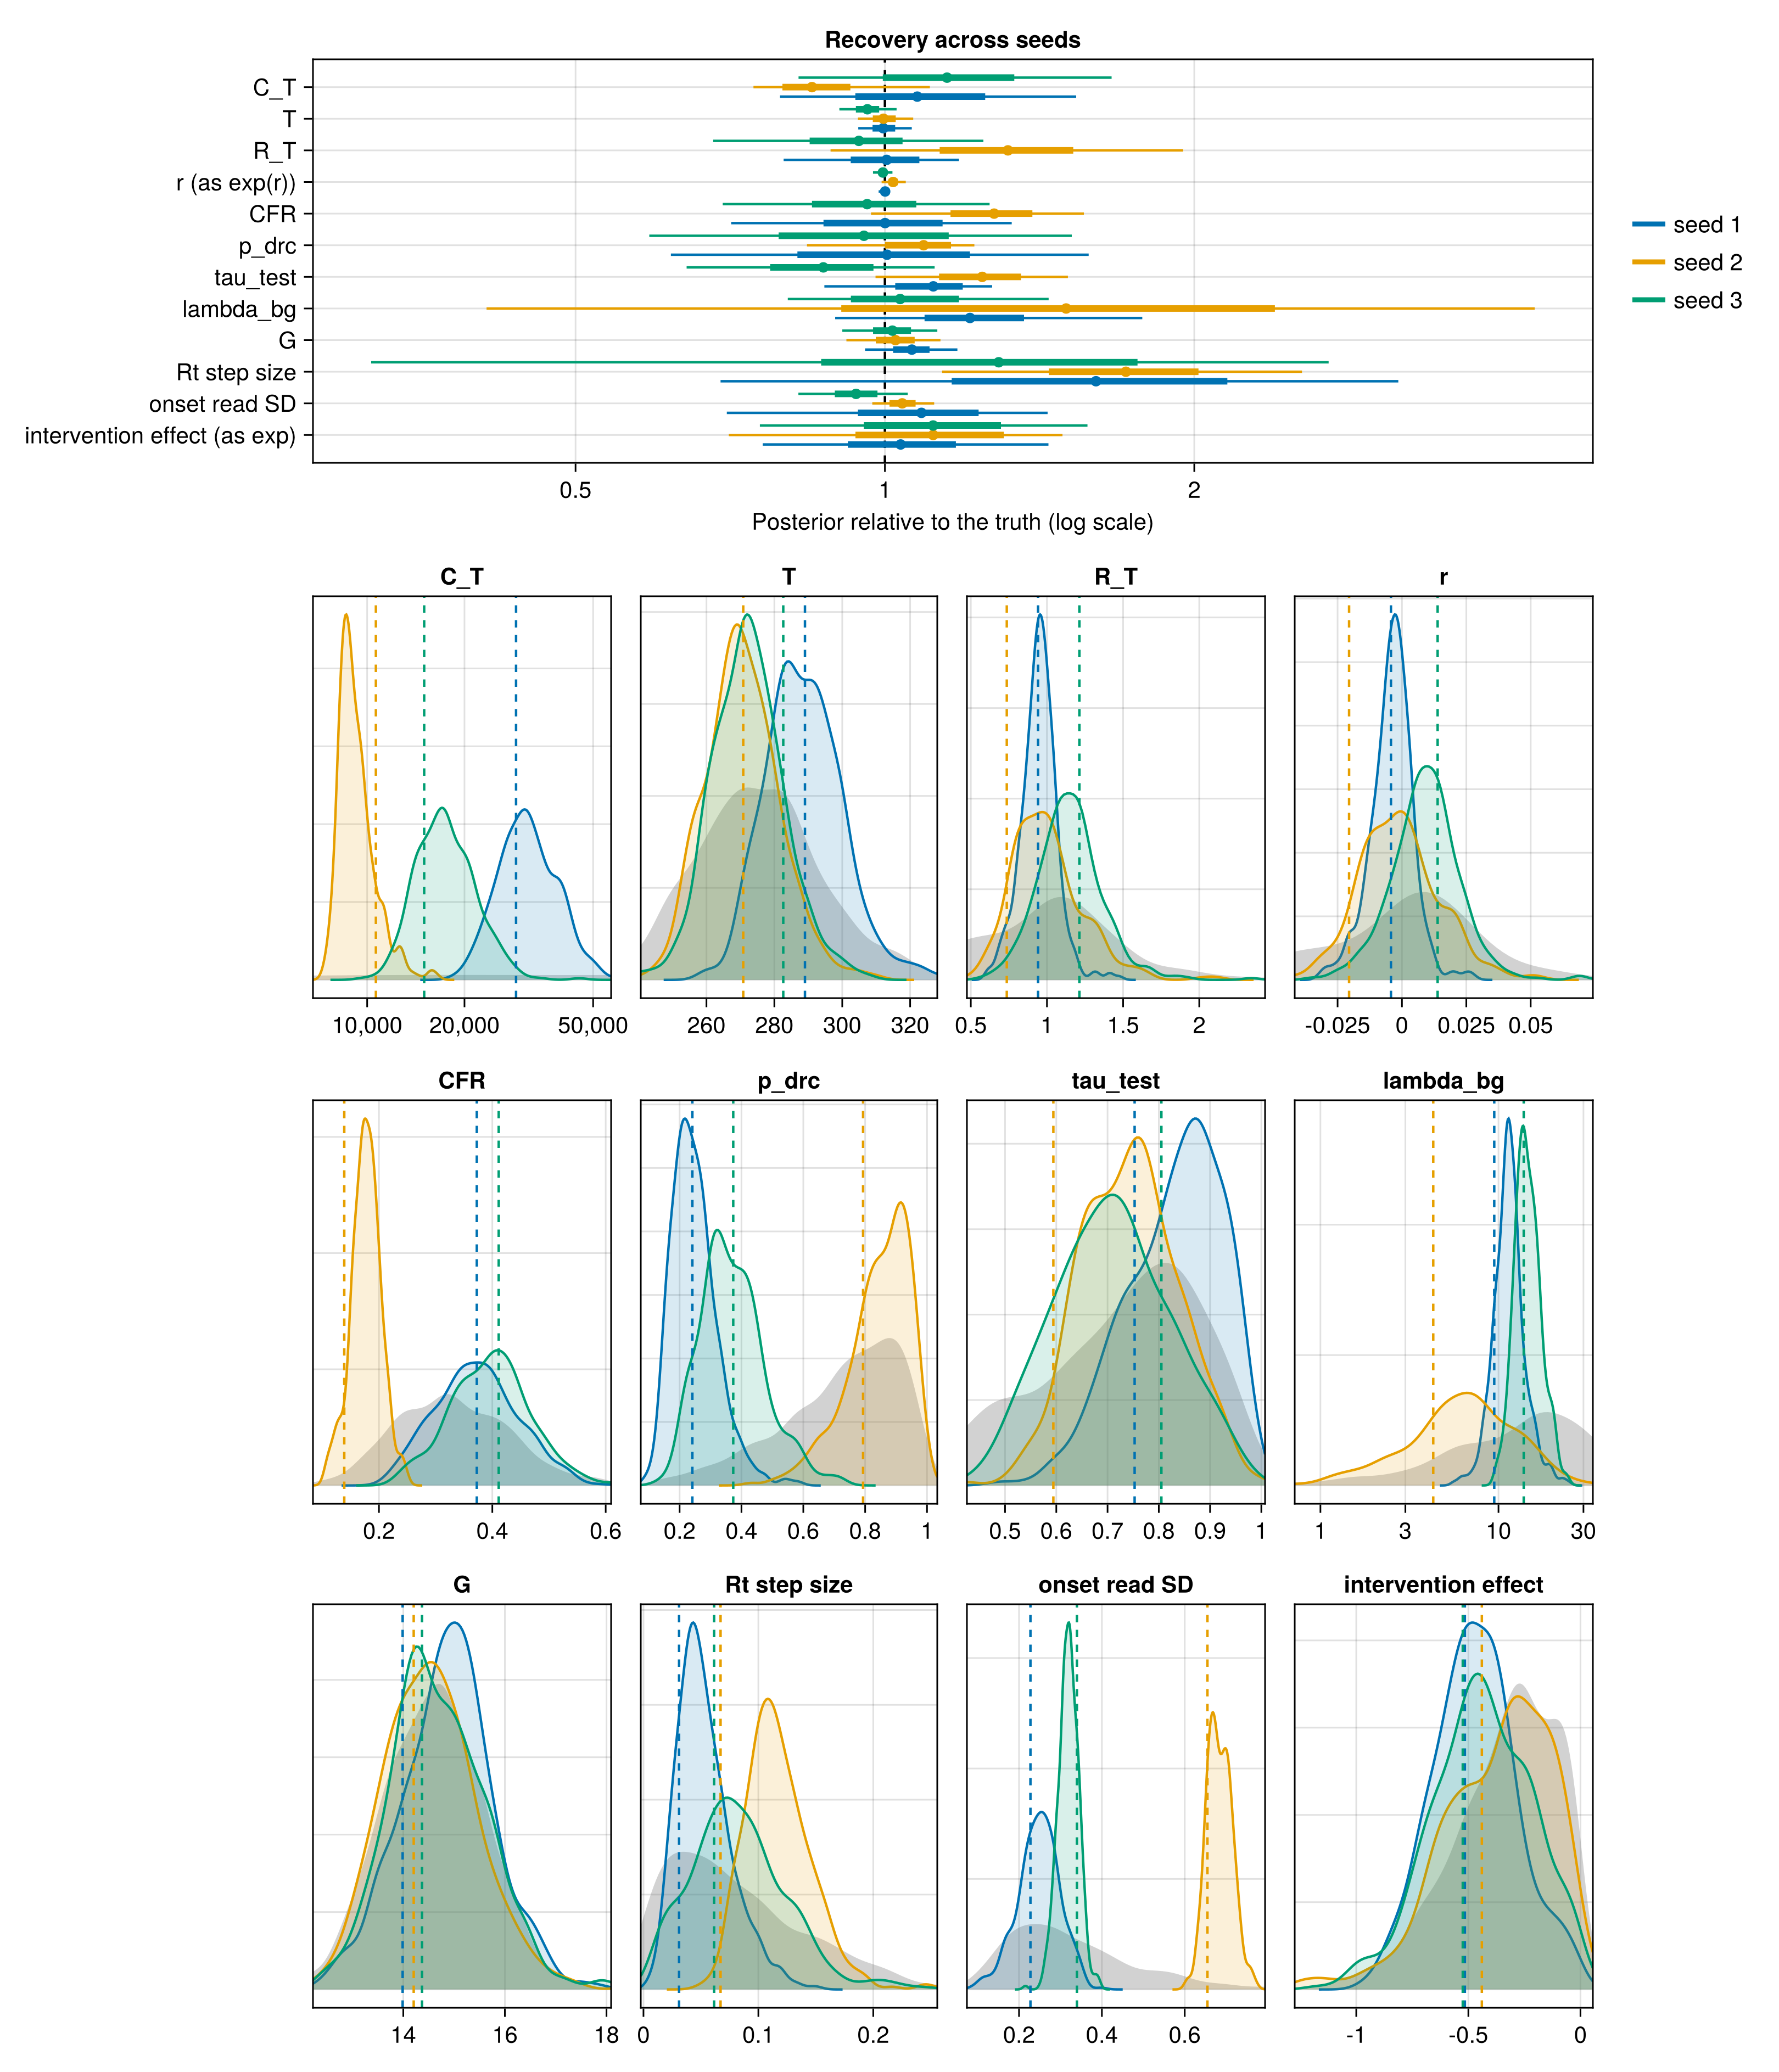 Recovery across seeds
C_T
T
R_T
r (as exp(r))
CFR
p_drc
tau_test
lambda_bg
G
Rt step size
onset read SD
intervention effect (as exp)
0.5 1 2
Posterior relative to the truth (log scale)
seed 1
seed 2
seed 3
C_T T R_T r
10,000 20,000 50,000 260 280 300 320 0.5 1 1.5 2 -0.025 0 0.025 0.05
CFR p_drc tau_test lambda_bg
0.2 0.4 0.6 0.2 0.4 0.6 0.8 1 0.5 0.6 0.7 0.8 0.9 1 1 3 10 30
G Rt step size onset read SD intervention effect
14 16 18 0 0.1 0.2 0.2 0.4 0.6 -1 -0.5 0